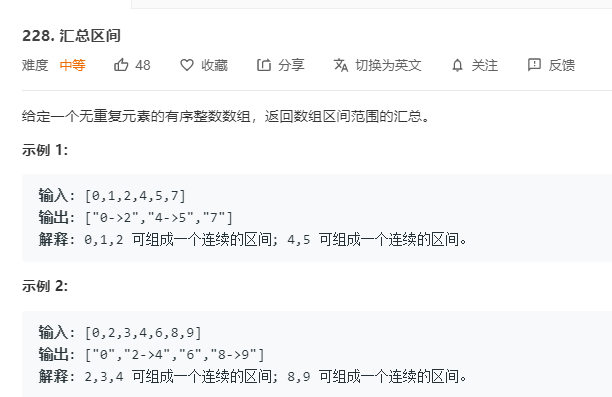 228. 汇总区间
难度 中等 48 收藏 分享 切换为英文 关注 反馈
给定一个无重复元素的有序整数数组，返回数组区间范围的汇总。
示例 1:
输入: [0,1,2,4,5,7]
输出: ["0->2","4->5","7"]
解释: 0,1,2 可组成一个连续的区间; 4,5 可组成一个连续的区间。
示例 2:
输入: [0,2,3,4,6,8,9]
输出: ["0","2->4","6","8->9"]
解释: 2,3,4 可组成一个连续的区间; 8,9 可组成一个连续的区间。